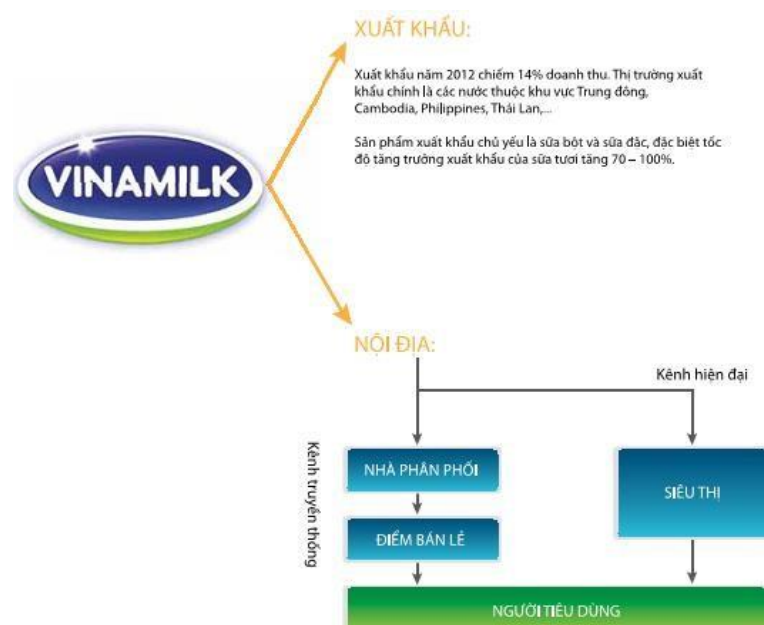 XUẤT KHẨU:
Xuất khẩu năm 2012 chiếm 14% doanh thu. Thị trường xuất
khẩu chính là các nước thuộc khu vực Trung đông,
Cambodia, Philippines, Thái Lan,...
Sản phẩm xuất khẩu chủ yếu là sữa bột và sữa đặc, đặc biệt tốc
độ tăng trưởng xuất khẩu của sữa tươi tăng 70 – 100%.
VINAMILK
NỘI ĐỊA:
Kênh hiện đại
Kênh truyền thống
NHÀ PHÂN PHỐI
SIÊU THỊ
ĐIỂM BÁN LẺ
NGƯỜI TIÊU DÙNG